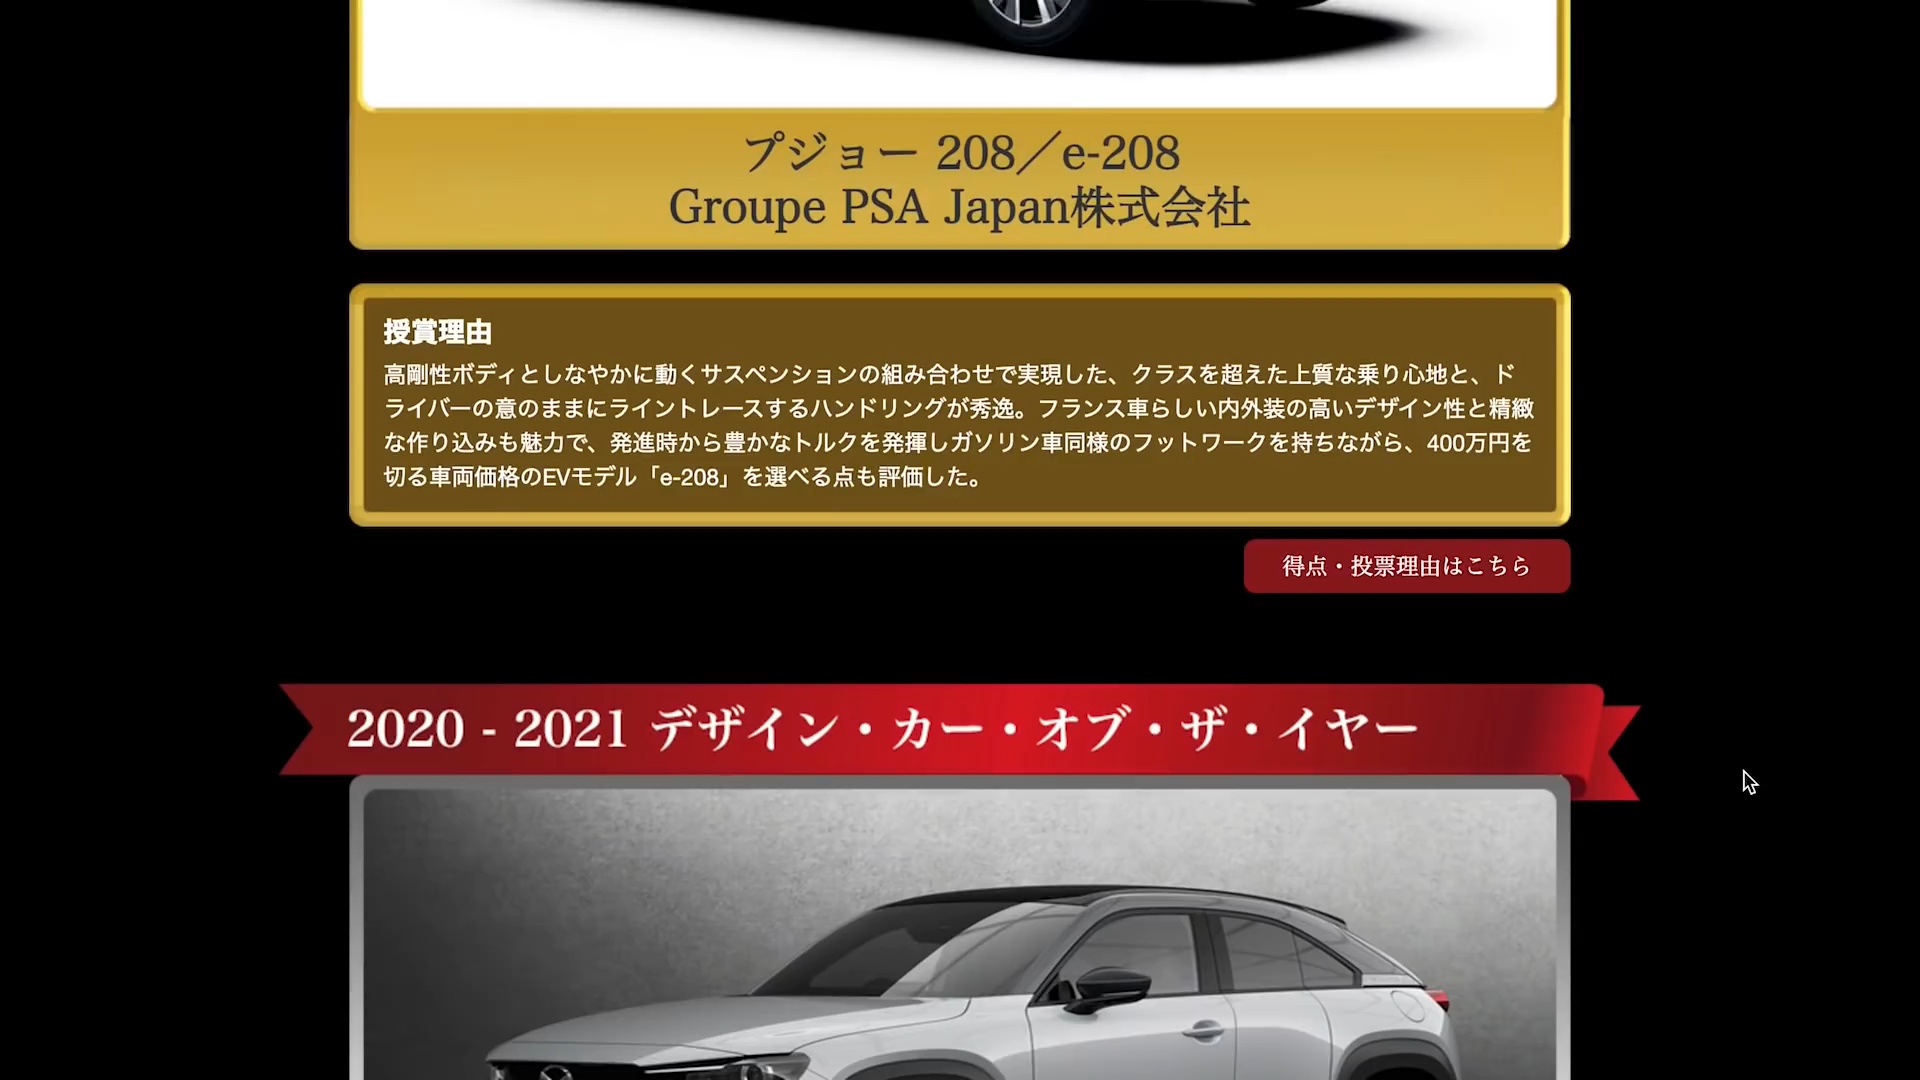 プジョー 208／e-208
Groupe PSA Japan株式会社
授賞理由
高剛性ボディとしなやかに動くサスペンションの組み合わせで実現した、クラスを超えた上質な乗り心地と、ド
ライバーの意のままにライントレースするハンドリングが秀逸。フランス車らしい内外装の高いデザイン性と精緻
な作り込みも魅力で、発進時から豊かなトルクを発揮しガソリン車同様のフットワークを持ちながら、400万円を
切る車両価格のEVモデル「e-208」を選べる点も評価した。
得点・投票理由はこちら
2020 - 2021 デザイン・カー・オブ・ザ・イヤー